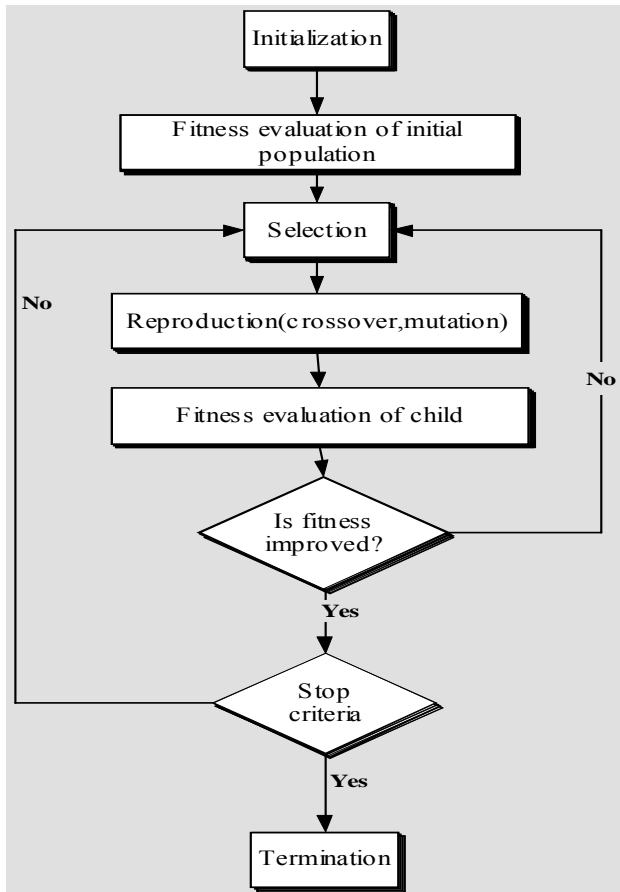 Initialization
Fitness evaluation of initial
population
Selection
No
Reproduction(crossover,mutation)
No
Fitness evaluation of child
Is fitness
improved?
Yes
Stop
criteria
Yes
Termination